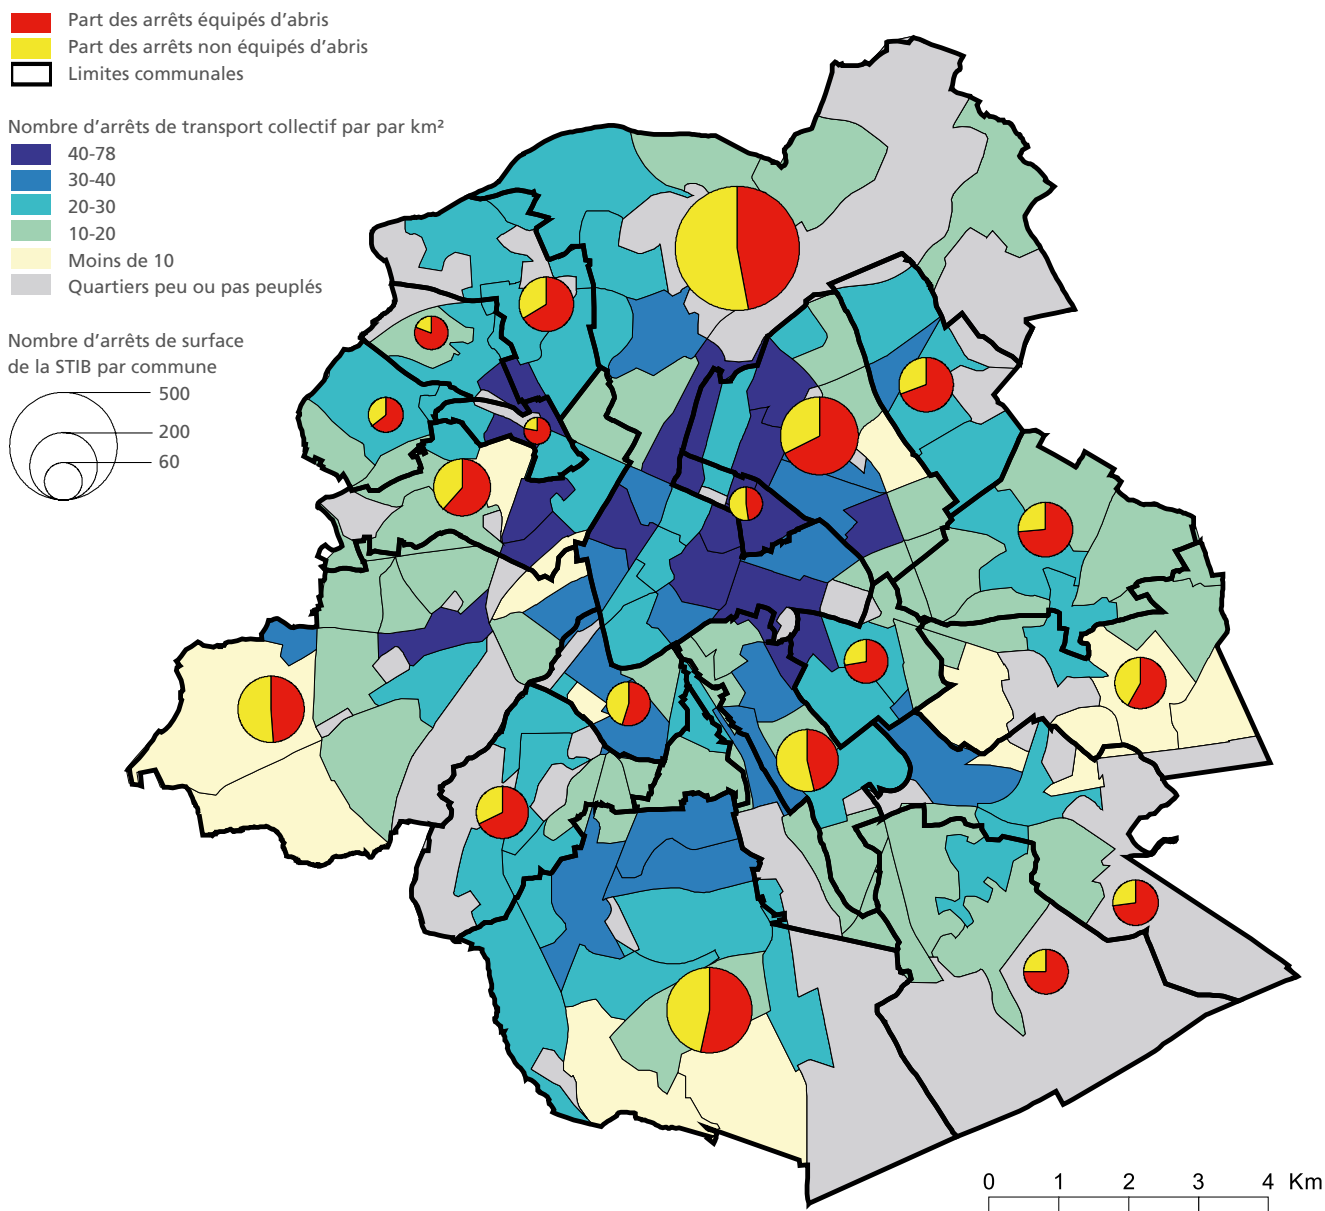 Part des arrêts équipés d’abris
Part des arrêts non équipés d’abris
Limites communales
Nombre d’arrêts de transport collectif par par km²
40-78
30-40
20-30
10-20
Moins de 10
Quartiers peu ou pas peuplés
Nombre d’arrêts de surface
de la STIB par commune
500
200
60
0 1 2 3 4 Km